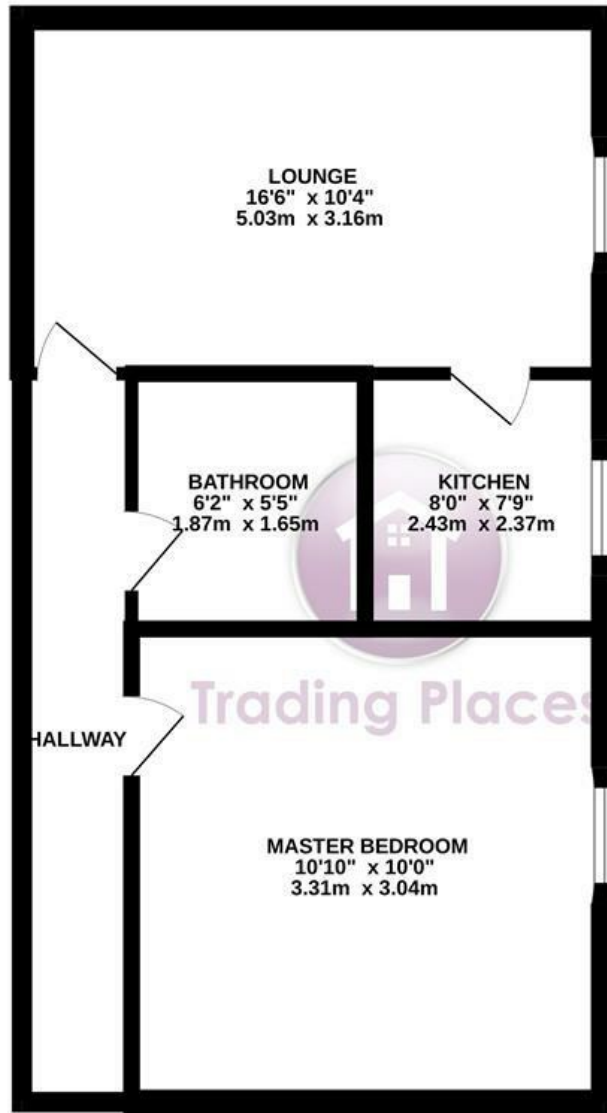 LOUNGE
16'6" x 10'4"
5.03m x 3.16m
BATHROOM
6'2" x 5'5"
1.87m x 1.65m
KITCHEN
8'0" x 7'9"
2.43m x 2.37m
Trading Places
HALLWAY
MASTER BEDROOM
10'10" x 10'0"
3.31m x 3.04m